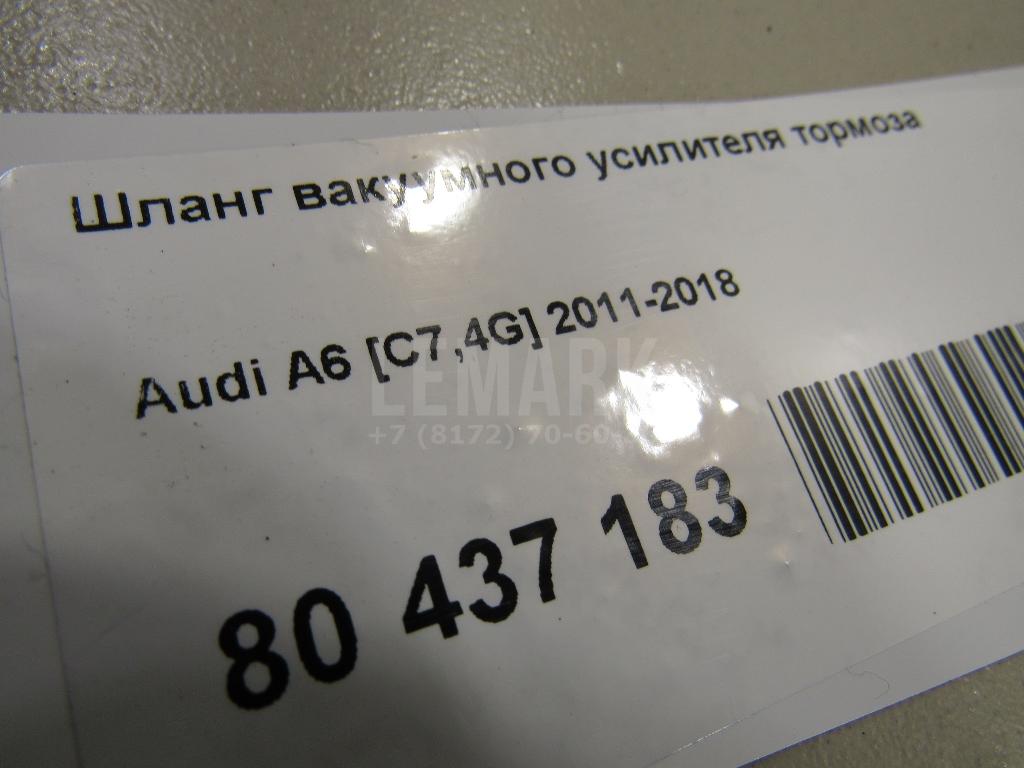 Шланг вакуумного усилителя тормоза
Audi A6 [C7,4G] 2011-2018
LEMARK
+7 (8172) 70-60-
80 437 183